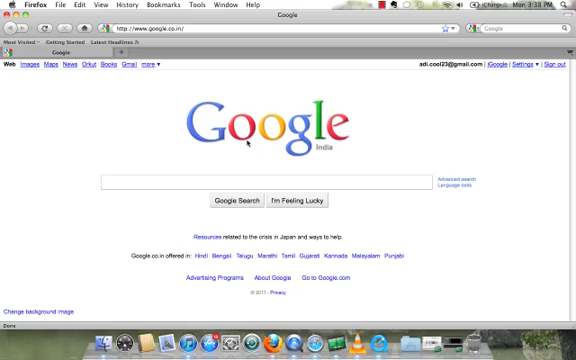 Firefox File Edit View History Bookmarks Tools Window Help Mon 3:38 PM
Google
http://www.google.co.in/
Google
Most Visited Getting Started Latest Headlines
Google
Web Images Maps News Orkut Books Gmail more
adi.cool23@gmail.com | iGoogle | Settings | Sign out
Google
India
Advanced search
Language tools
Google Search I'm Feeling Lucky
Resources related to the crisis in Japan and ways to help.
Google.co.in offered in: Hindi Bengali Telugu Marathi Tamil Gujarati Kannada Malayalam Punjabi
Advertising Programs About Google Go to Google.com
© 2011 - Privacy
Change background image
Done